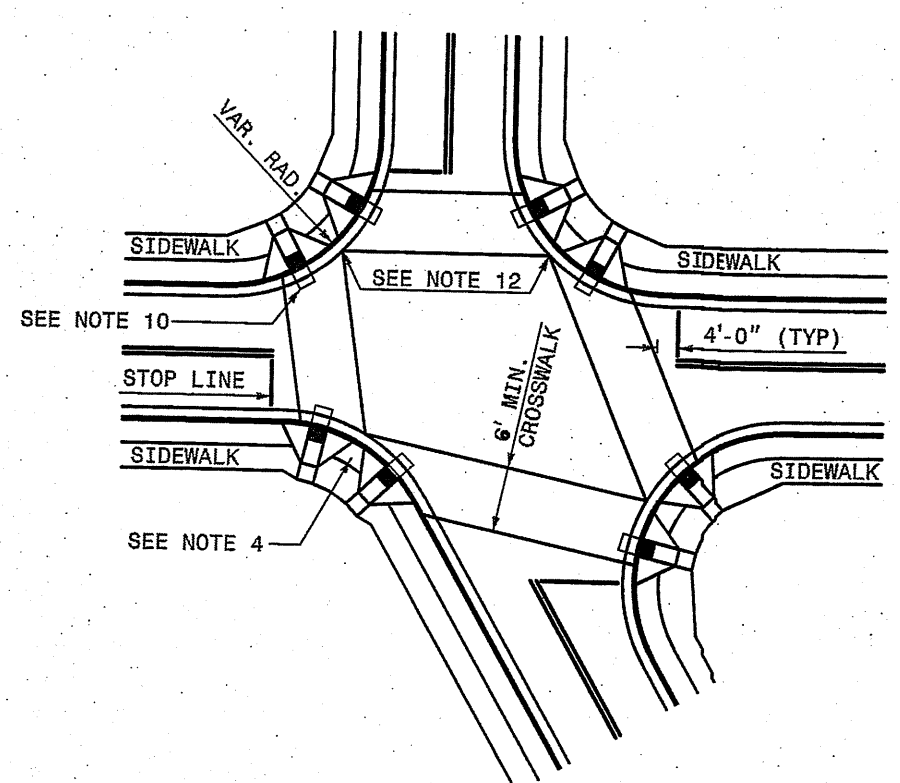 VAR. RAD.
SIDEWALK
SIDEWALK
SEE NOTE 12
SEE NOTE 10
4'-0" (TYP)
STOP LINE
6' MIN.
CROSSWALK
SIDEWALK
SIDEWALK
SEE NOTE 4